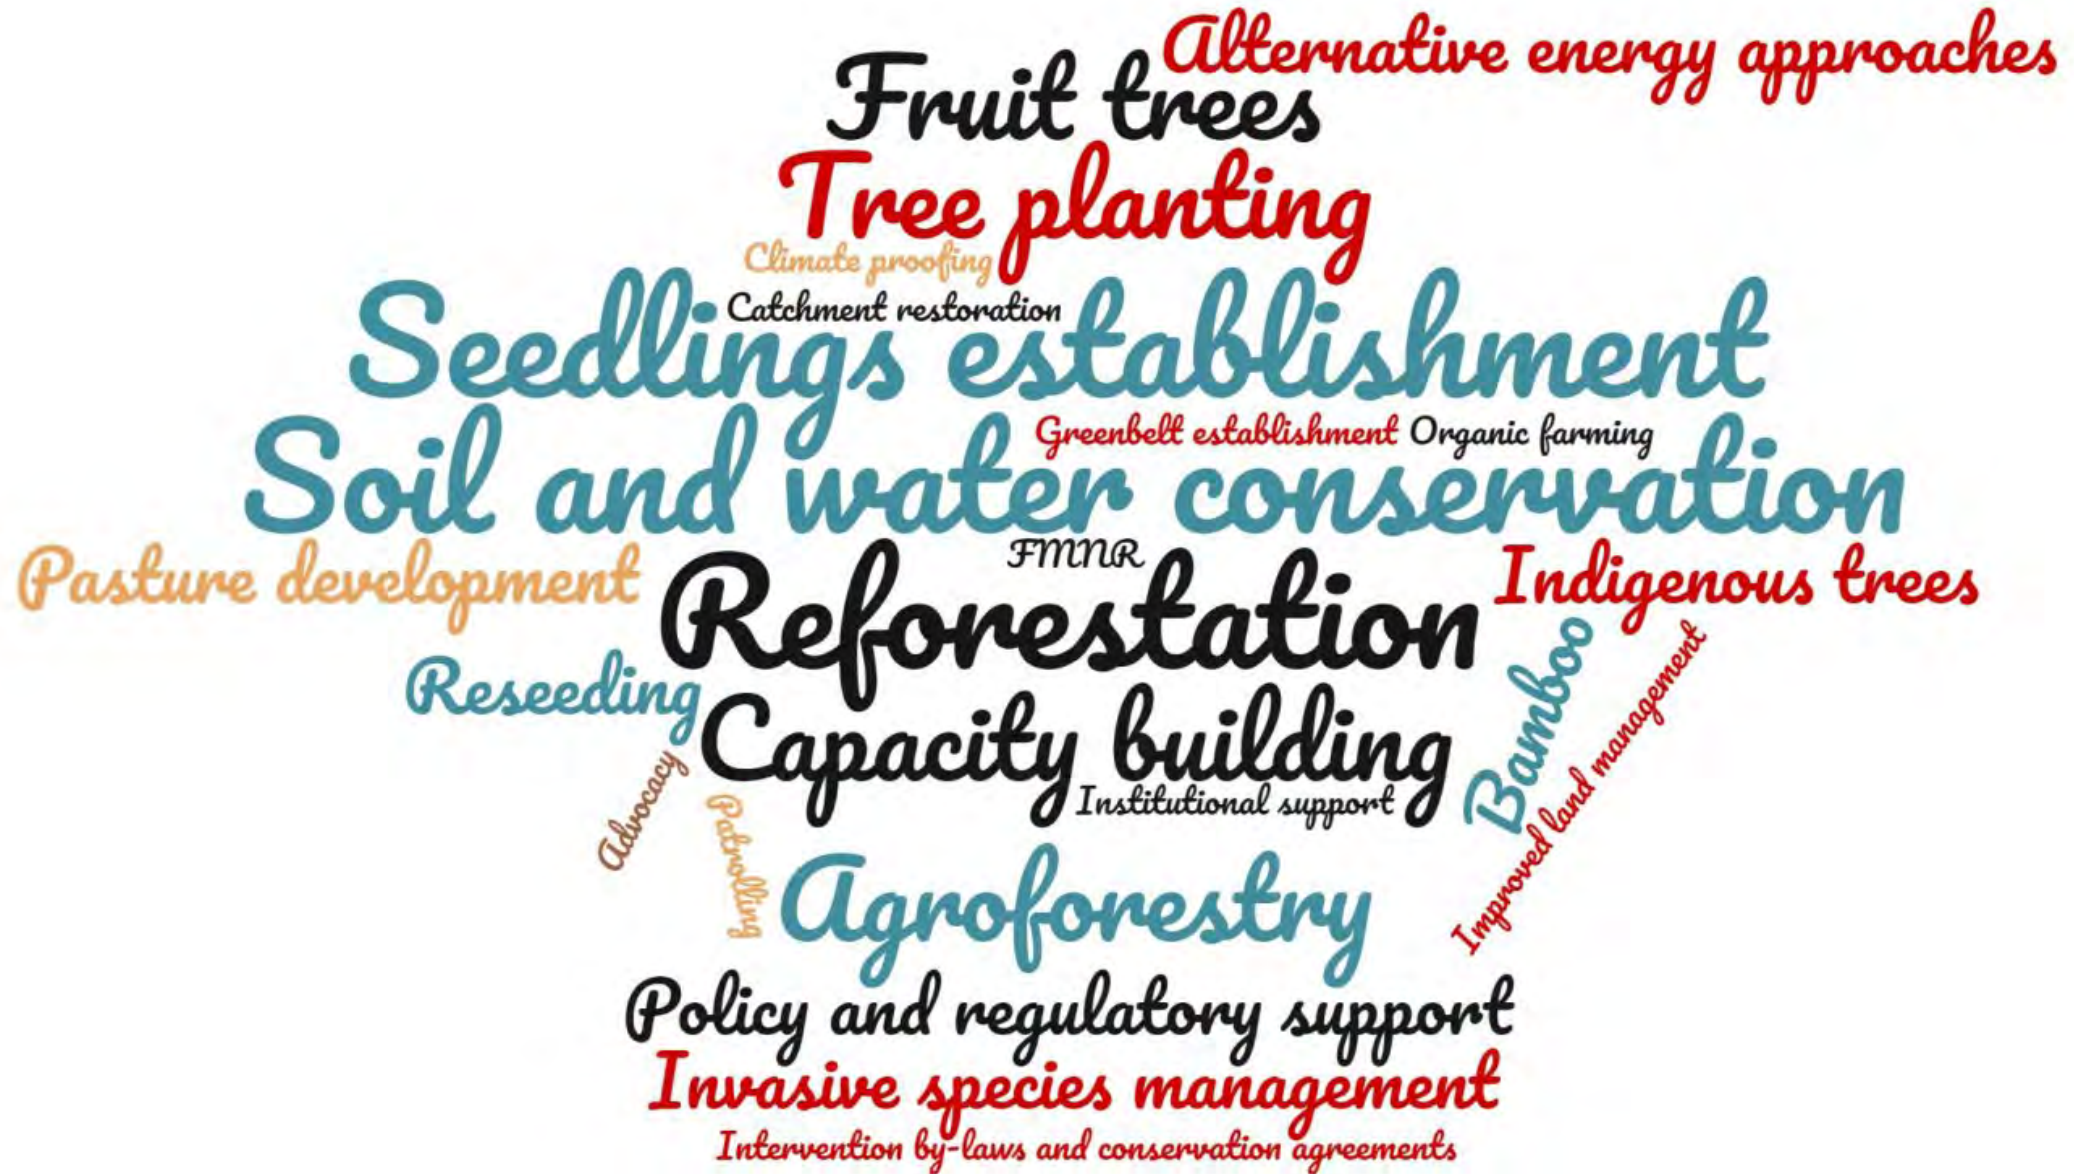 Alternative energy approaches
Fruit trees
Tree planting
Climate proofing
Catchment restoration
Seedlings establishment
Greenbelt establishment
Organic farming
Soil and water conservation
FMNR
Pasture development
Reforestation
Indigenous trees
Reseeding
Bamboo
Improved land management
Capacity building
Institutional support
Advocacy
Patrolling
Agroforestry
Policy and regulatory support
Invasive species management
Intervention by-laws and conservation agreements